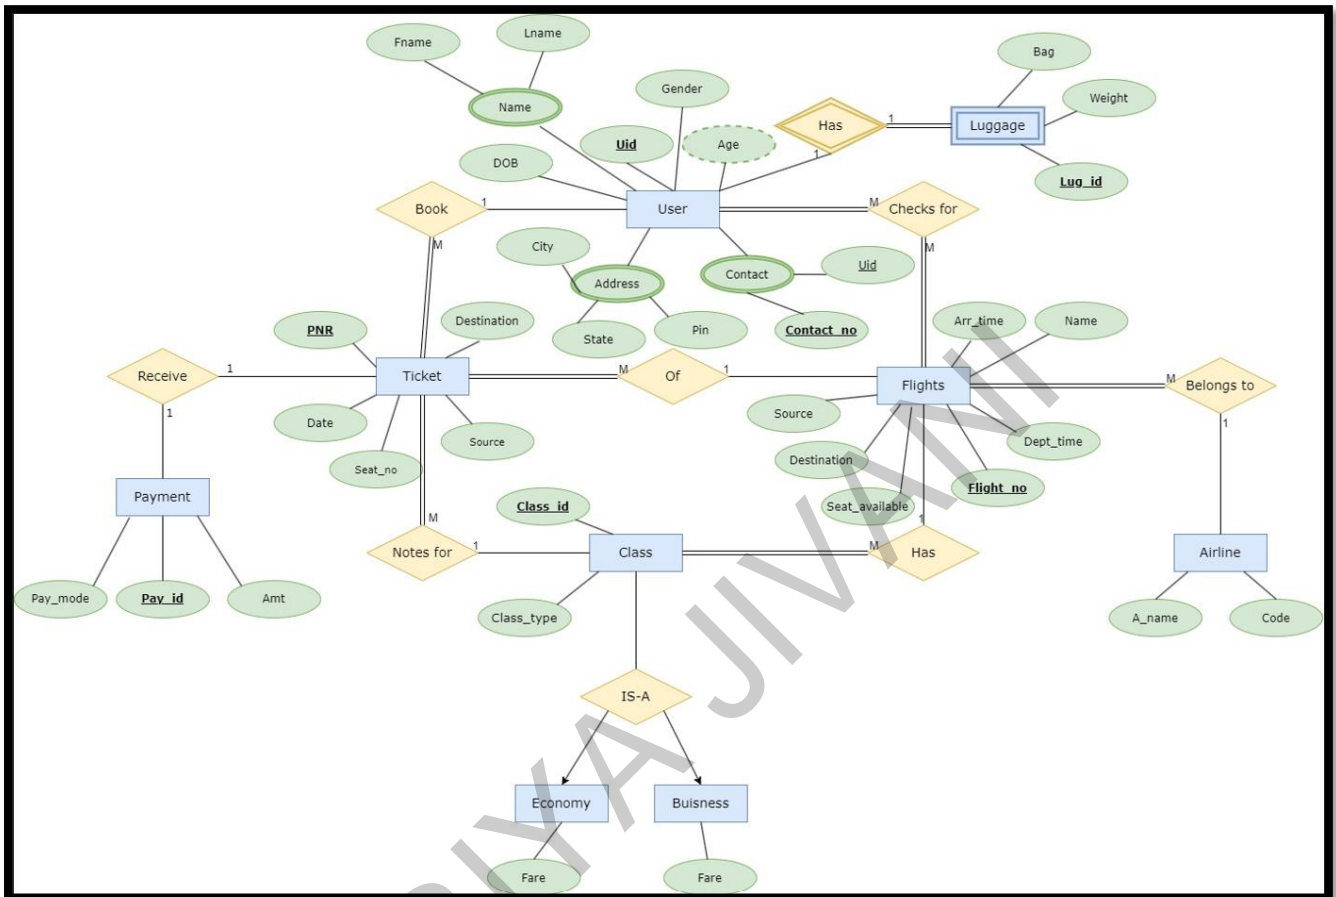 Fname
Lname
Bag
Gender
Weight
Name
Has
1
Luggage
Uid
Age
1
DOB
Lug_id
Book
1
User
M
Checks for
M
M
City
Contact
Uid
Address
Arr_time
Name
PNR
Destination
State
Pin
Contact_no
Receive
1
Ticket
M
Of
1
Flights
M
Belongs to
1
1
Source
Date
Source
Dept_time
Seat_no
Destination
Flight_no
Payment
Class_id
Seat_available
M
1
Notes for
1
Class
M
Has
Airline
Pay_mode
Pay_id
Amt
Class_type
A_name
Code
IS-A
Economy
Buisness
Fare
Fare
IYA JIVANI